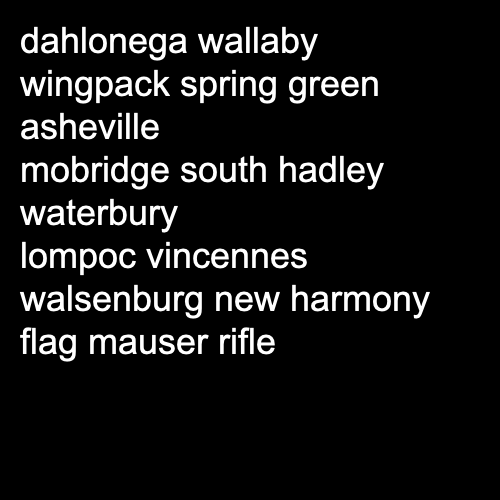 dahlonega wallaby
wingpack spring green
asheville
mobridge south hadley
waterbury
lompoc vincennes
walsenburg new harmony
flag mauser rifle